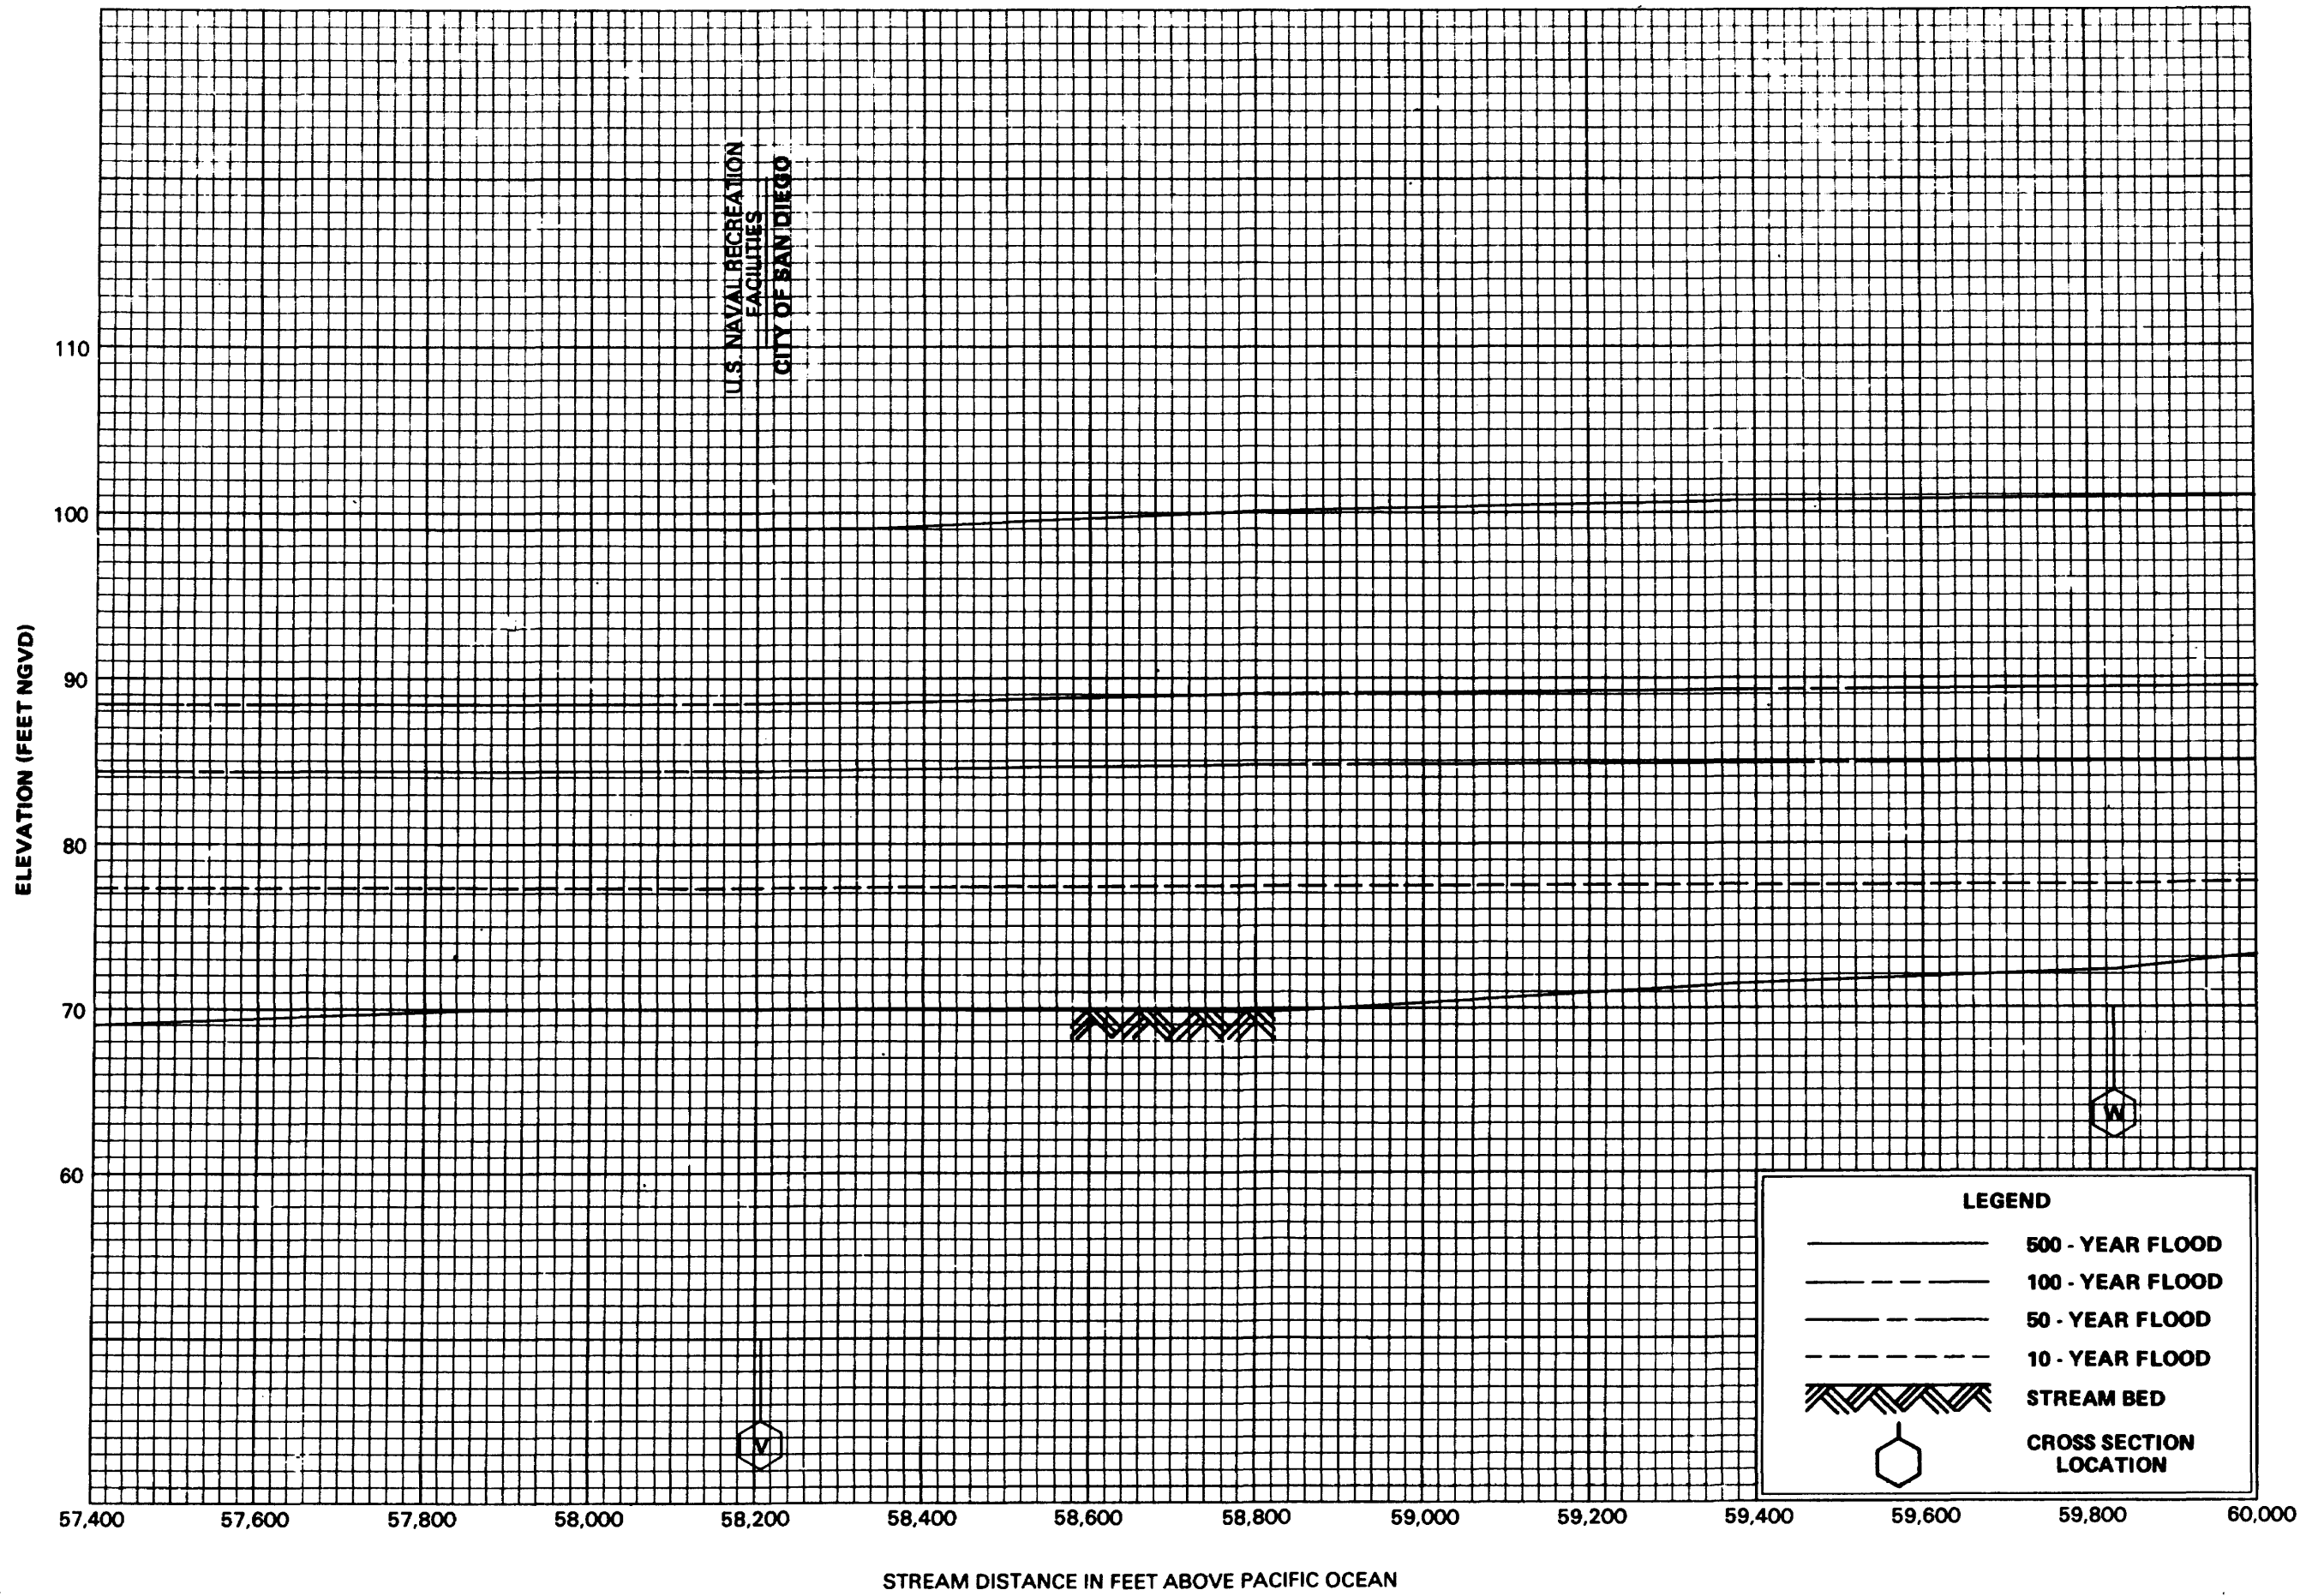 U.S. NAVAL RECREATION
FACILITIES
CITY OF SAN DIEGO
ELEVATION (FEET NGVD)
110
100
90
80
70
60
V
W
LEGEND
500 - YEAR FLOOD
100 - YEAR FLOOD
50 - YEAR FLOOD
10 - YEAR FLOOD
STREAM BED
CROSS SECTION
LOCATION
57,400 57,600 57,800 58,000 58,200 58,400 58,600 58,800 59,000 59,200 59,400 59,600 59,800 60,000
STREAM DISTANCE IN FEET ABOVE PACIFIC OCEAN